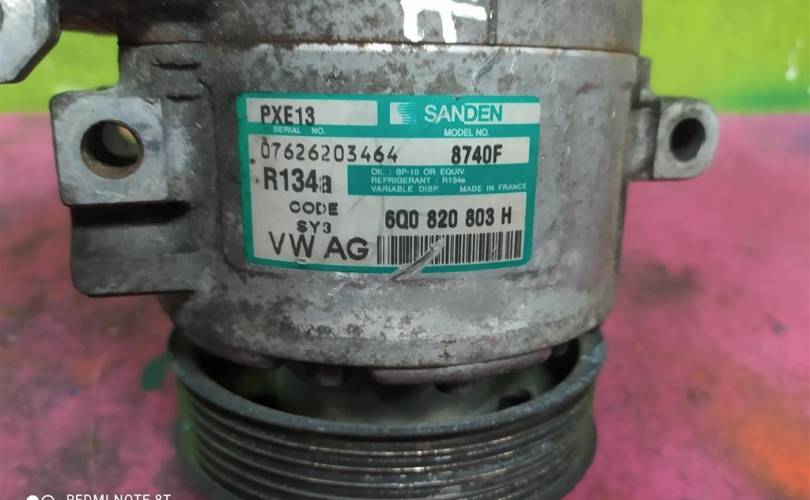 PXE13 SANDEN
SERIAL NO. MODEL NO.
07626203464 8740F
R134a
OIL : SP-10 OR EQUIV.
REFRIGERANT : R134a
VARIABLE DISP. MADE IN FRANCE
CODE
SY3
6Q0 820 803 H
VW AG
REDMI NOTE 8T